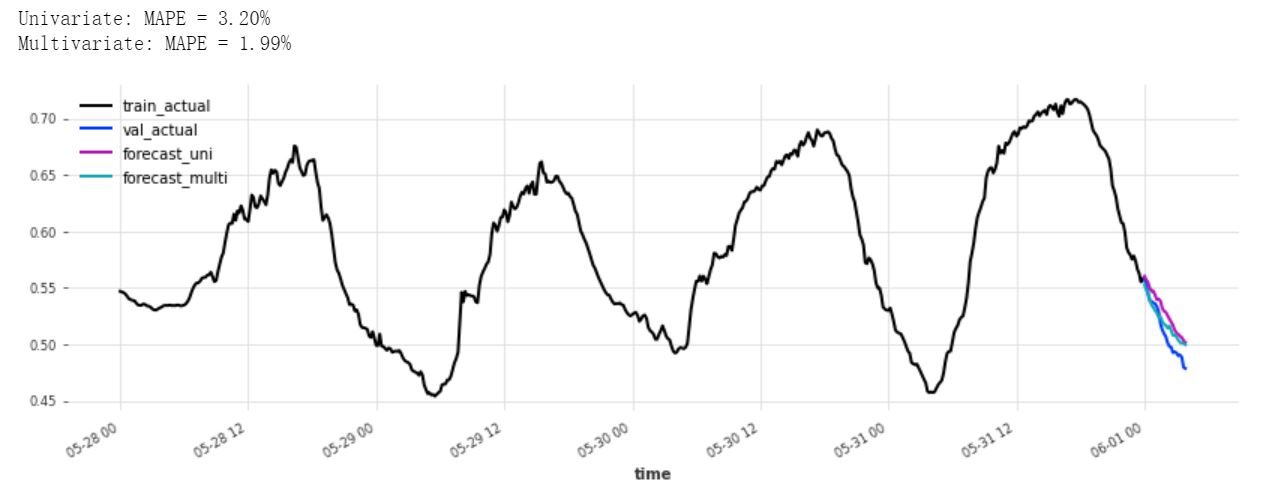 Univariate: MAPE = 3.20%
Multivariate: MAPE = 1.99%
train_actual
val_actual
forecast_uni
forecast_multi
0.70
0.65
0.60
0.55
0.50
0.45
05-28 00
05-28 12
05-29 00
05-29 12
05-30 00
05-30 12
05-31 00
05-31 12
06-01 00
time